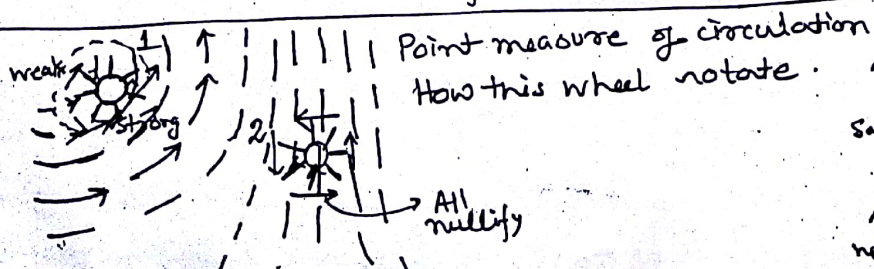 1
weak
Point measure of circulation
How this wheel rotate.
strong
2
All
nullify